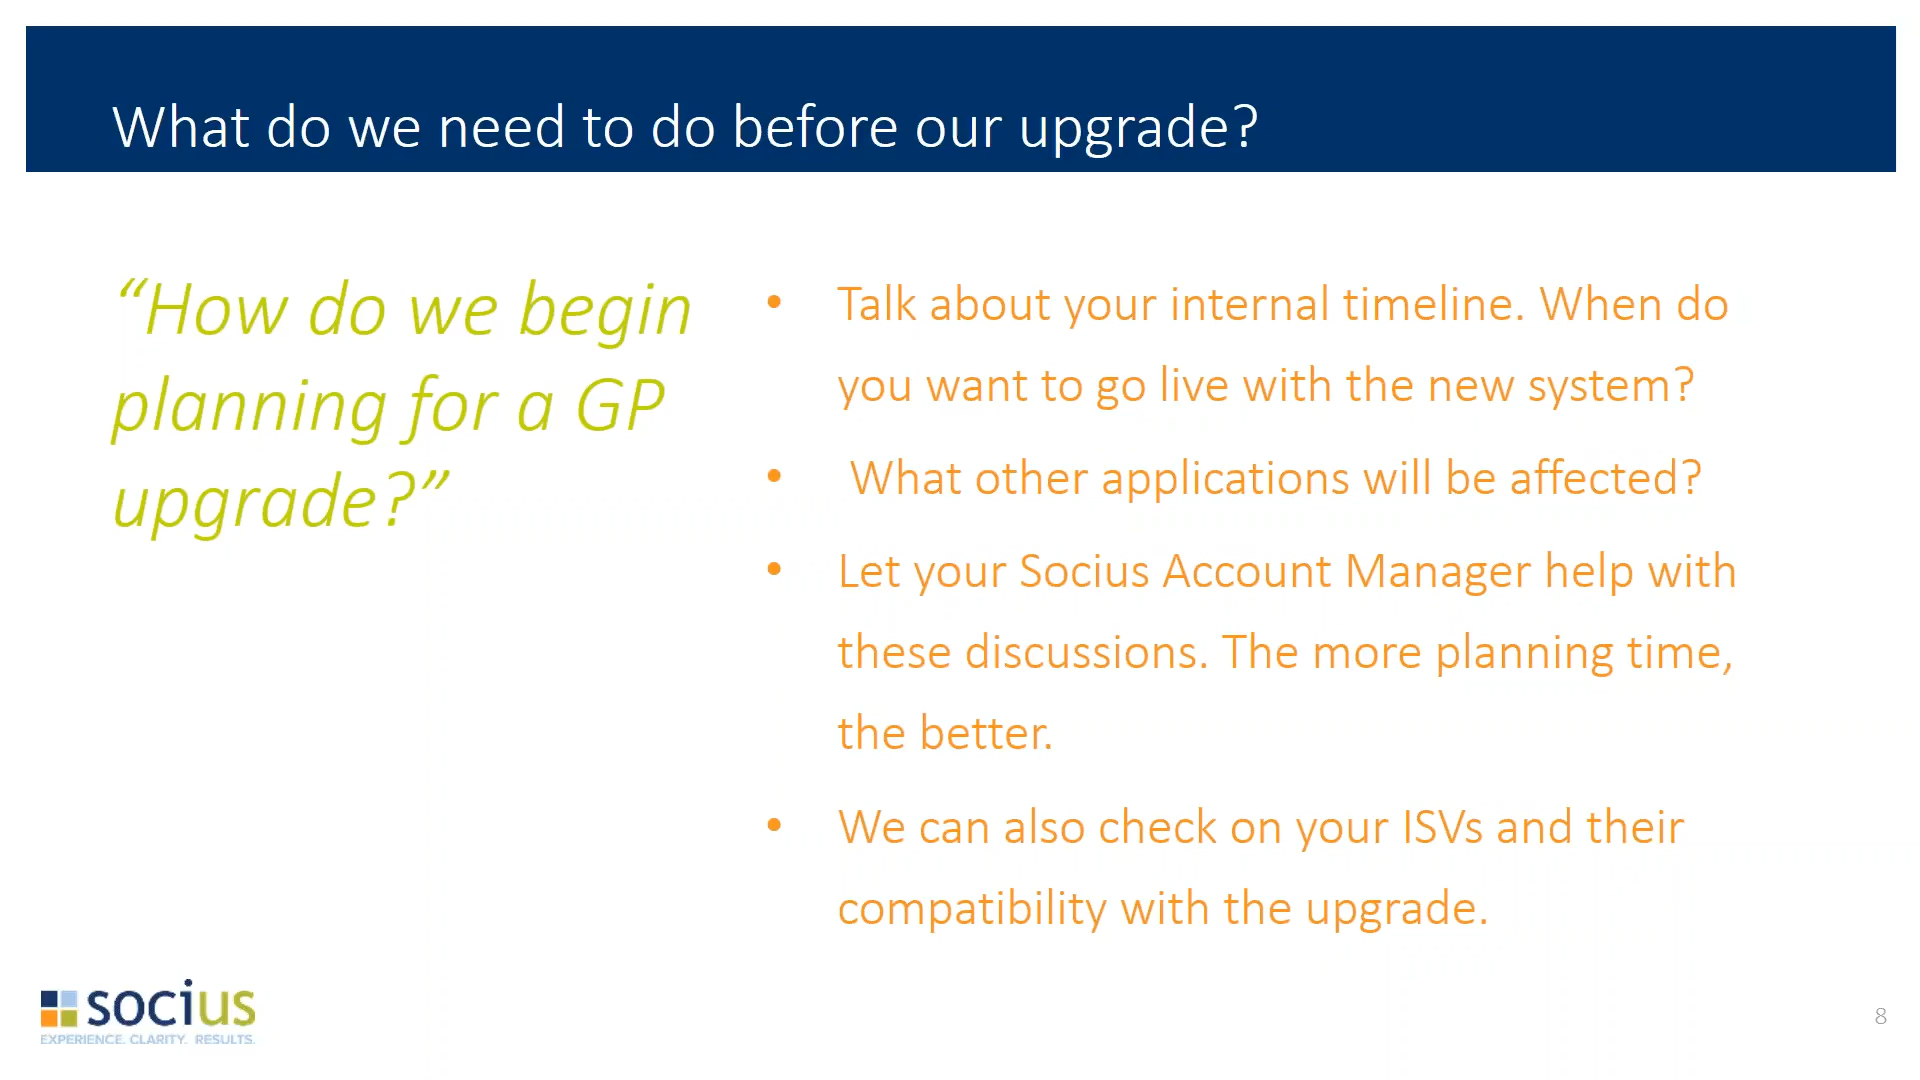 What do we need to do before our upgrade?
“How do we begin
planning for a GP
upgrade?”
• Talk about your internal timeline. When do
you want to go live with the new system?
• What other applications will be affected?
• Let your Socius Account Manager help with
these discussions. The more planning time,
the better.
• We can also check on your ISVs and their
compatibility with the upgrade.
socius
EXPERIENCE. CLARITY. RESULTS.
8